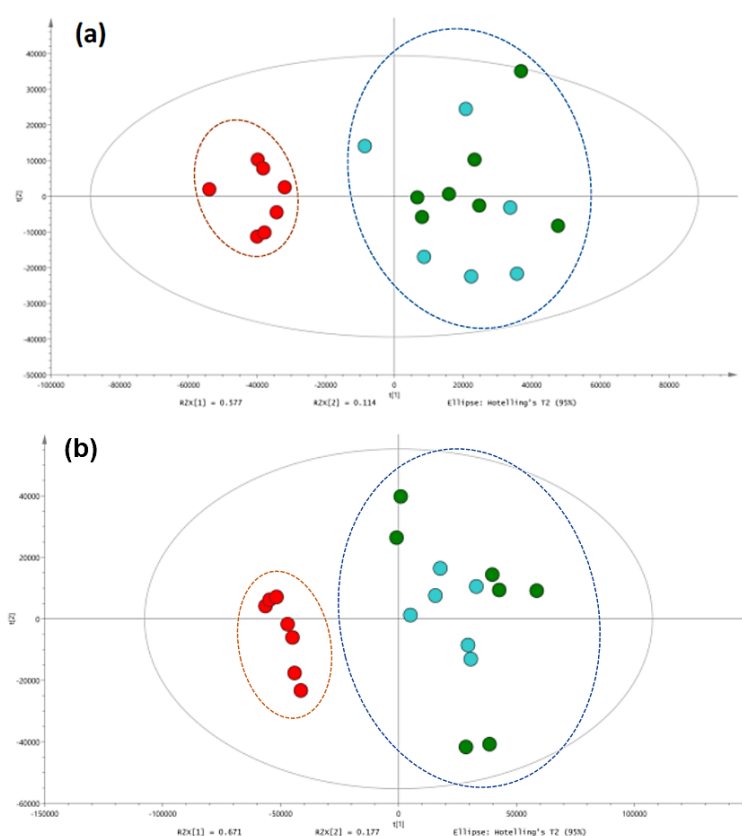 (a)
40000
30000
20000
10000
0
-10000
-20000
-30000
-40000
-50000
t[2]
-100000 -80000 -60000 -40000 -20000 0 20000 40000 60000 80000
t[1]
R2X[1] = 0.577 R2X[2] = 0.114 Ellipse: Hotelling's T2 (95%)
(b)
40000
20000
0
-20000
-40000
-60000
t[2]
-150000 -100000 -50000 0 50000 100000
t[1]
R2X[1] = 0.671 R2X[2] = 0.177 Ellipse: Hotelling's T2 (95%)